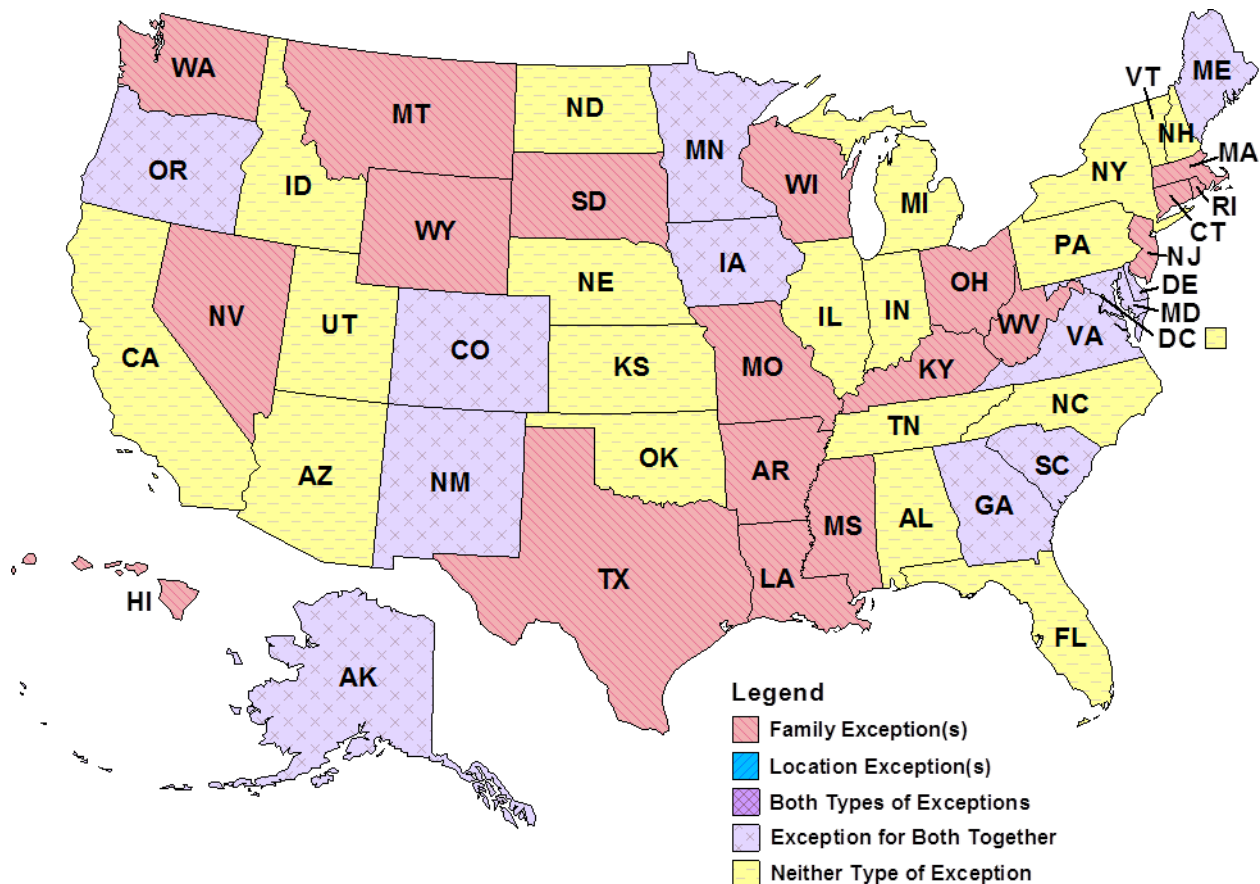 WA
MT
ND
MN
ME
VT
NH
OR
ID
WY
SD
WI
MI
NY
MA
RI
CT
NJ
PA
IA
NE
NV
UT
CO
IL
IN
OH
WV
DE
MD
DC
VA
CA
KS
MO
KY
NC
TN
AZ
NM
OK
AR
SC
MS
AL
GA
TX
LA
HI
FL
AK
Legend
Family Exception(s)
Location Exception(s)
Both Types of Exceptions
Exception for Both Together
Neither Type of Exception